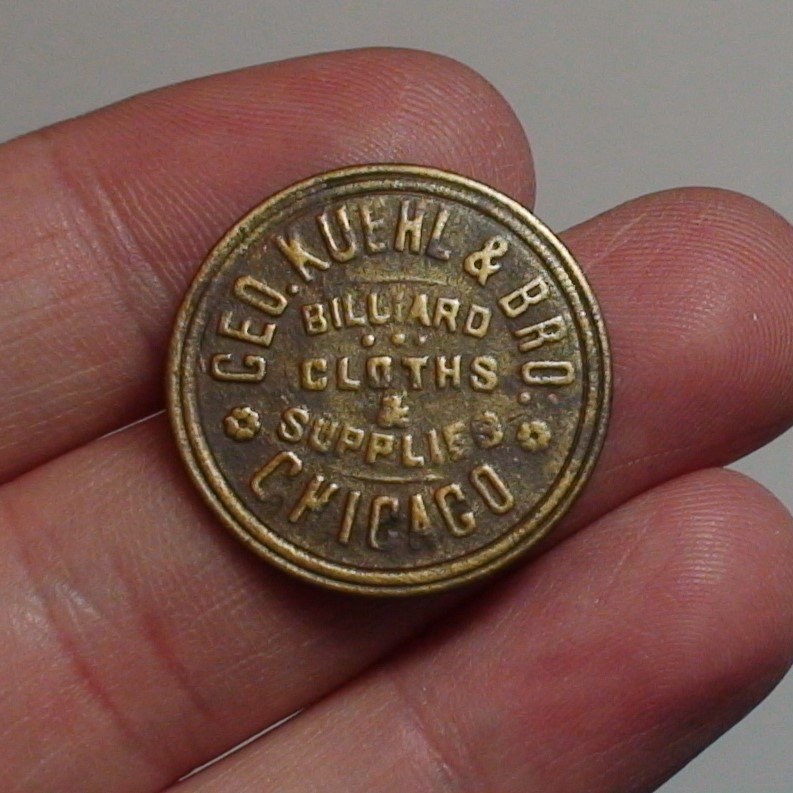 GEO. KUEHL & BRO.
BILLIARD
CLOTHS
&
SUPPLIES
CHICAGO